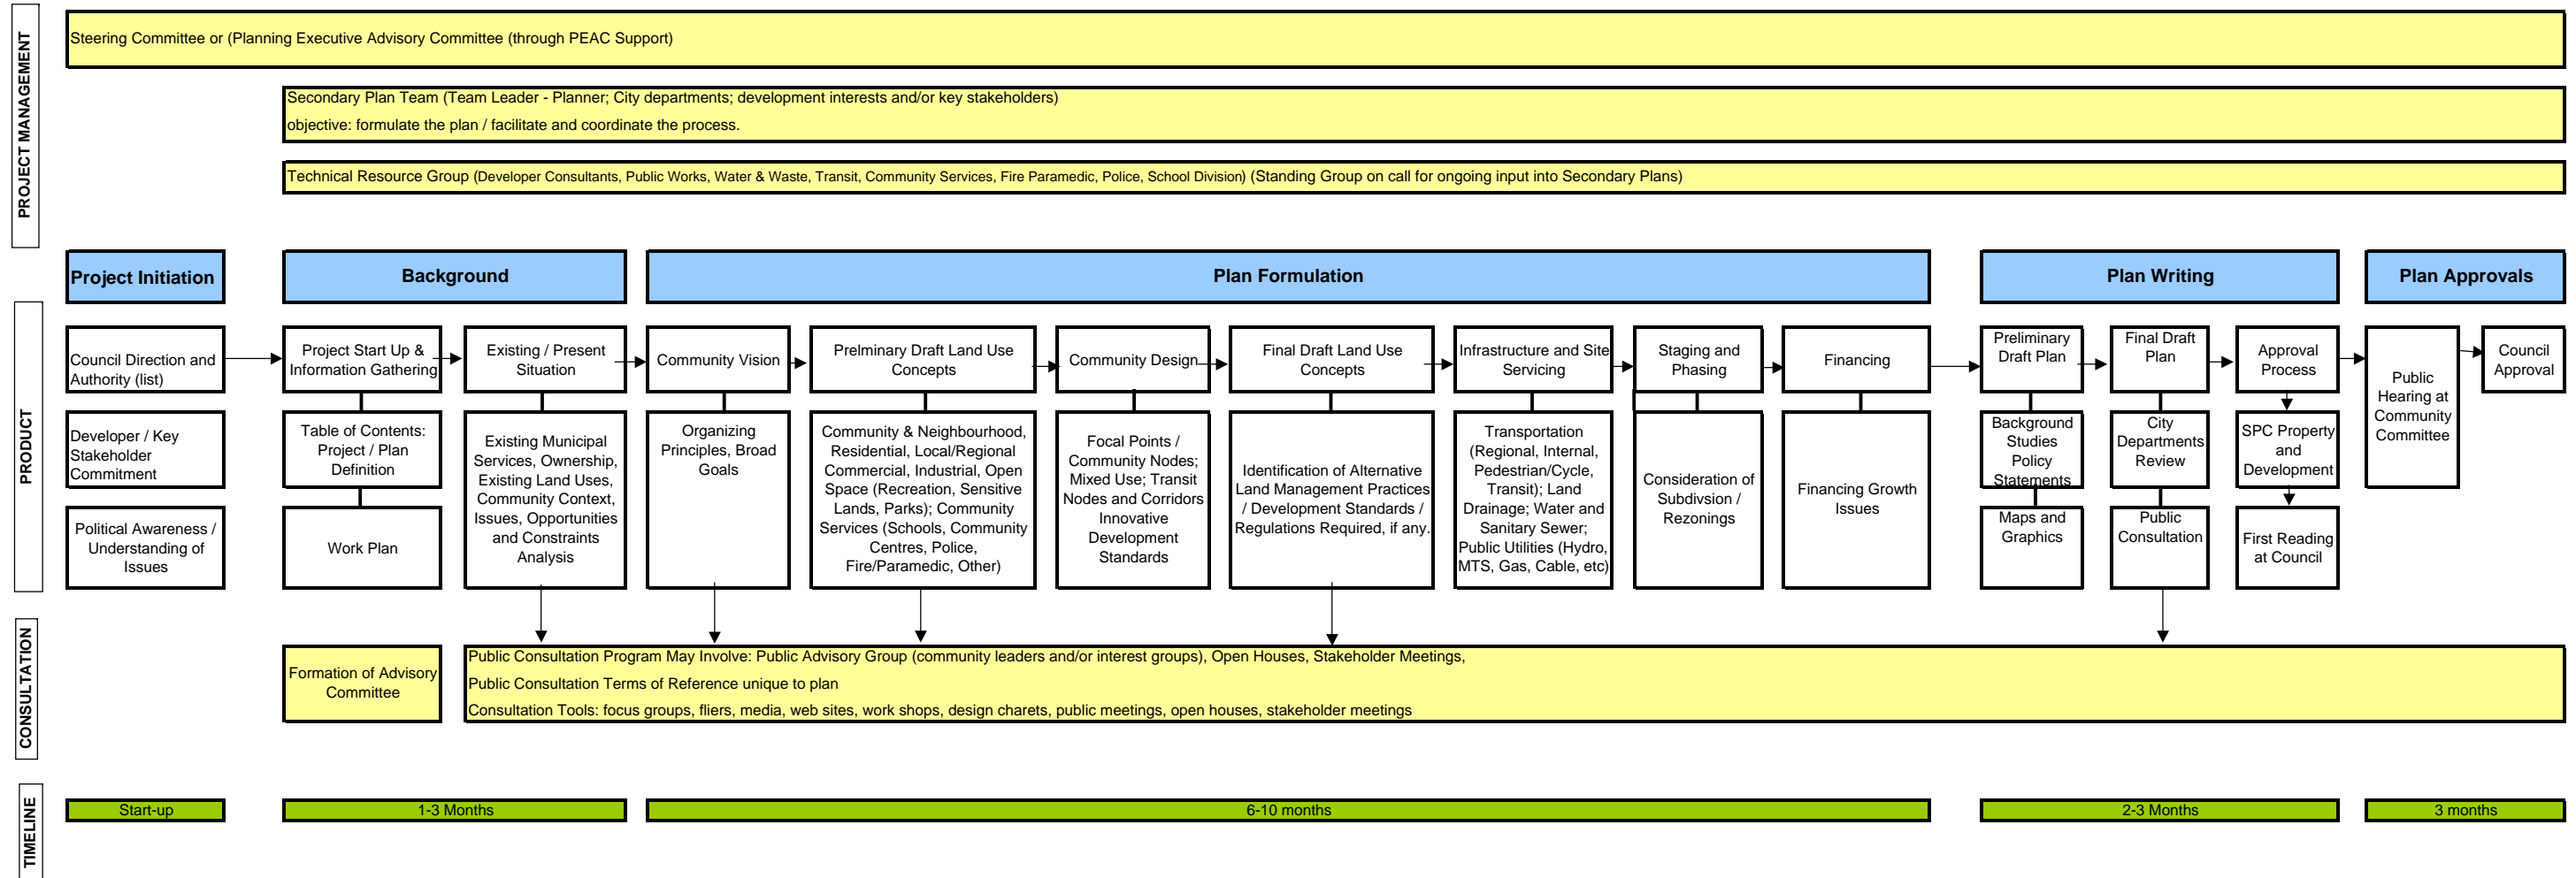 PROJECT MANAGEMENT
Steering Committee or (Planning Executive Advisory Committee (through PEAC Support)
Secondary Plan Team (Team Leader - Planner; City departments; development interests and/or key stakeholders)
objective: formulate the plan / facilitate and coordinate the process.
Technical Resource Group (Developer Consultants, Public Works, Water & Waste, Transit, Community Services, Fire Paramedic, Police, School Division) (Standing Group on call for ongoing input into Secondary Plans)
Project Initiation
Background
Plan Formulation
Plan Writing
Plan Approvals
PRODUCT
Council Direction and
Authority (list)
Developer / Key
Stakeholder
Commitment
Political Awareness /
Understanding of
Issues
Project Start Up &
Information Gathering
Table of Contents:
Project / Plan
Definition
Work Plan
Existing / Present
Situation
Existing Municipal
Services, Ownership,
Existing Land Uses,
Community Context,
Issues, Opportunities
and Constraints
Analysis
Community Vision
Organizing
Principles, Broad
Goals
Prelminary Draft Land Use
Concepts
Community & Neighbourhood,
Residential, Local/Regional
Commercial, Industrial, Open
Space (Recreation, Sensitive
Lands, Parks); Community
Services (Schools, Community
Centres, Police,
Fire/Paramedic, Other)
Community Design
Focal Points /
Community Nodes;
Mixed Use; Transit
Nodes and Corridors
Innovative
Development
Standards
Final Draft Land Use
Concepts
Identification of Alternative
Land Management Practices
/ Development Standards /
Regulations Required, if any.
Infrastructure and Site
Servicing
Transportation
(Regional, Internal,
Pedestrian/Cycle,
Transit); Land
Drainage; Water and
Sanitary Sewer;
Public Utilities (Hydro,
MTS, Gas, Cable, etc)
Staging and
Phasing
Consideration of
Subdivsion /
Rezonings
Financing
Financing Growth
Issues
Preliminary
Draft Plan
Background
Studies
Policy
Statements
Maps and
Graphics
Final Draft
Plan
City
Departments
Review
Public
Consultation
Approval
Process
SPC Property
and
Development
First Reading
at Council
Public
Hearing at
Community
Committee
Council
Approval
CONSULTATION
Formation of Advisory
Committee
Public Consultation Program May Involve: Public Advisory Group (community leaders and/or interest groups), Open Houses, Stakeholder Meetings,
Public Consultation Terms of Reference unique to plan
Consultation Tools: focus groups, fliers, media, web sites, work shops, design charets, public meetings, open houses, stakeholder meetings
TIMELINE
Start-up
1-3 Months
6-10 months
2-3 Months
3 months